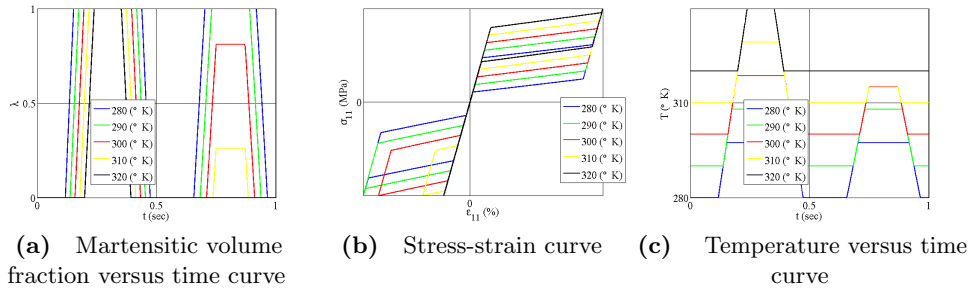 1
λ
0.5
0
0
0.5
1
t (sec)
280 (° K)
290 (° K)
300 (° K)
310 (° K)
320 (° K)
σ11 (MPa)
0
0
ε11 (%)
280 (° K)
290 (° K)
300 (° K)
310 (° K)
320 (° K)
T (° K)
310
280
0
0.5
1
t (sec)
280 (° K)
290 (° K)
300 (° K)
310 (° K)
320 (° K)
(a) Martensitic volume
fraction versus time curve
(b) Stress-strain curve
(c) Temperature versus time
curve